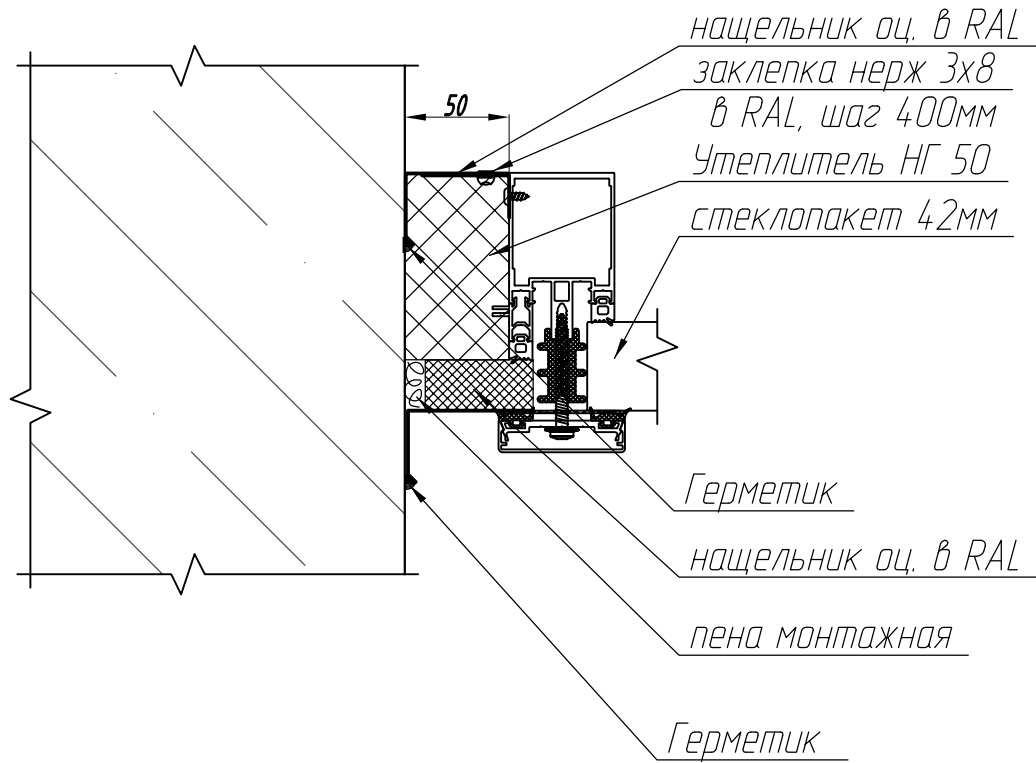 нащельник оц. в RAL
заклепка нерж 3х8
в RAL, шаг 400мм
Утеплитель НГ 50
стеклопакет 42мм
50
Герметик
нащельник оц. в RAL
пена монтажная
Герметик